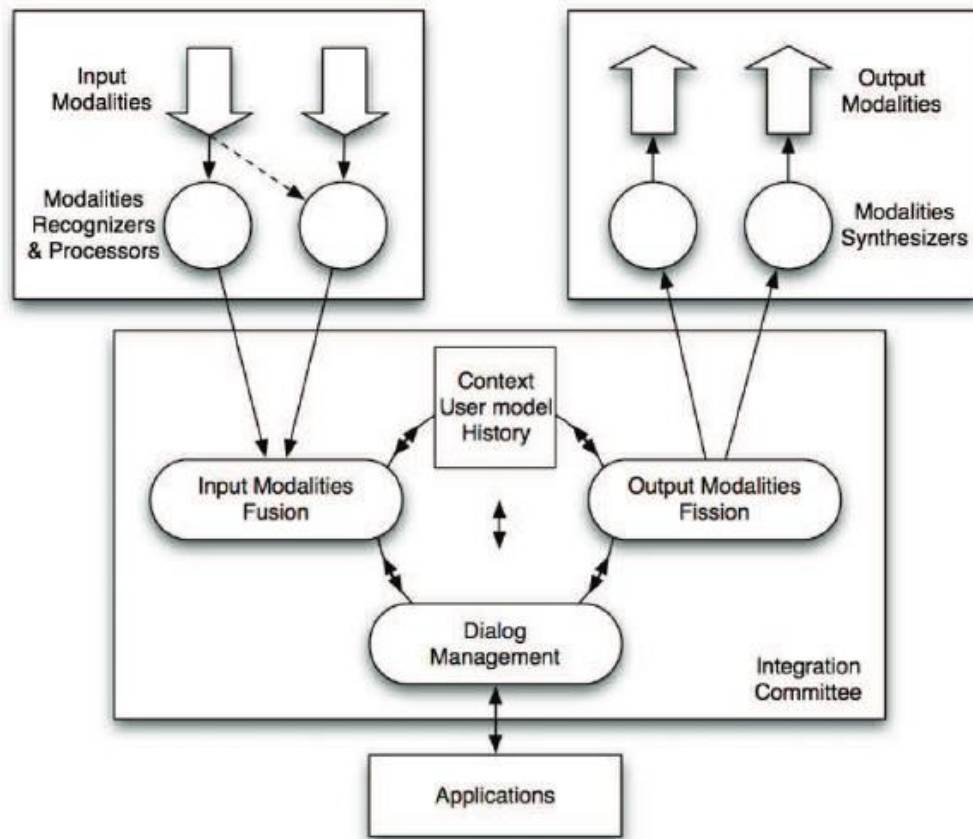 Input
Modalities
Modalities
Recognizers
& Processors
Output
Modalities
Modalities
Synthesizers
Context
User model
History
Input Modalities
Fusion
Output Modalities
Fission
Dialog
Management
Integration
Committee
Applications